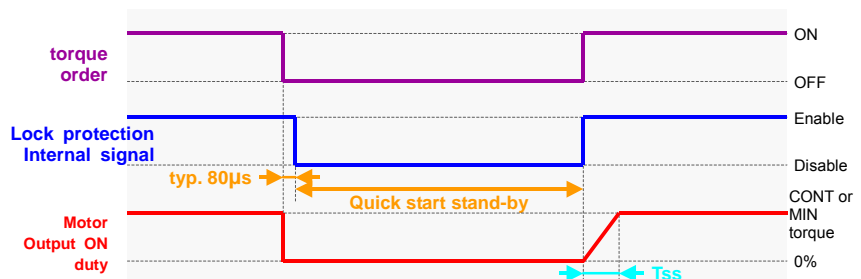 torque
order
ON
OFF
Lock protection
Internal signal
Enable
Disable
typ. 80µs
Quick start stand-by
Motor
Output ON
duty
CONT or
MIN
torque
0%
Tss